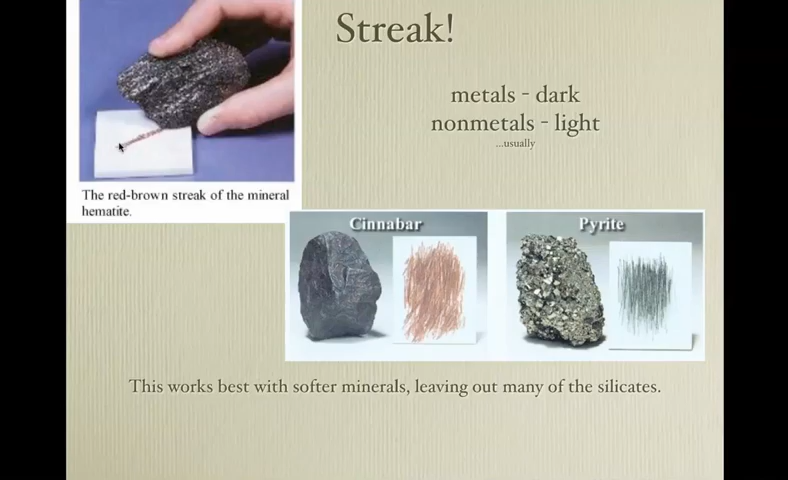 Streak!
metals - dark
nonmetals - light
...usually
The red-brown streak of the mineral
hematite.
Cinnabar
Pyrite
This works best with softer minerals, leaving out many of the silicates.